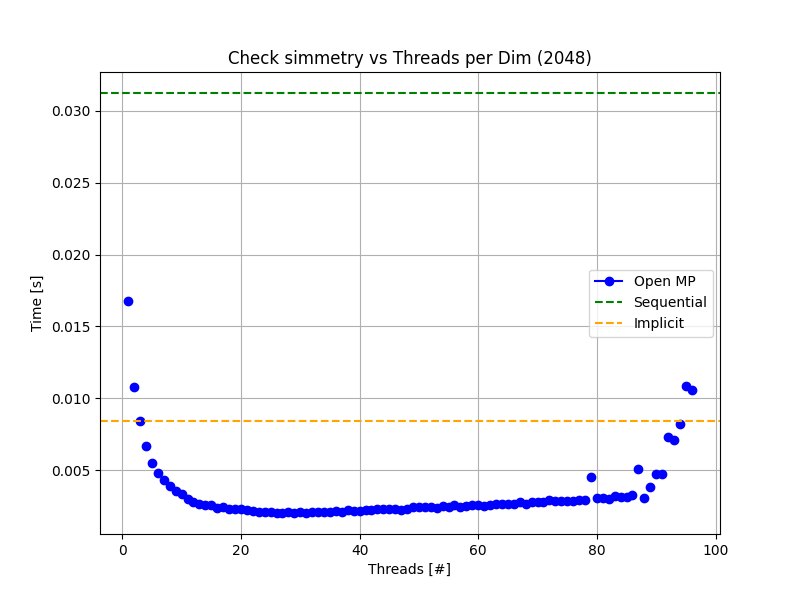 Check simmetry vs Threads per Dim (2048)
Time [s]
0.030
0.025
0.020
0.015
0.010
0.005
Open MP
Sequential
Implicit
0 20 40 60 80 100
Threads [#]